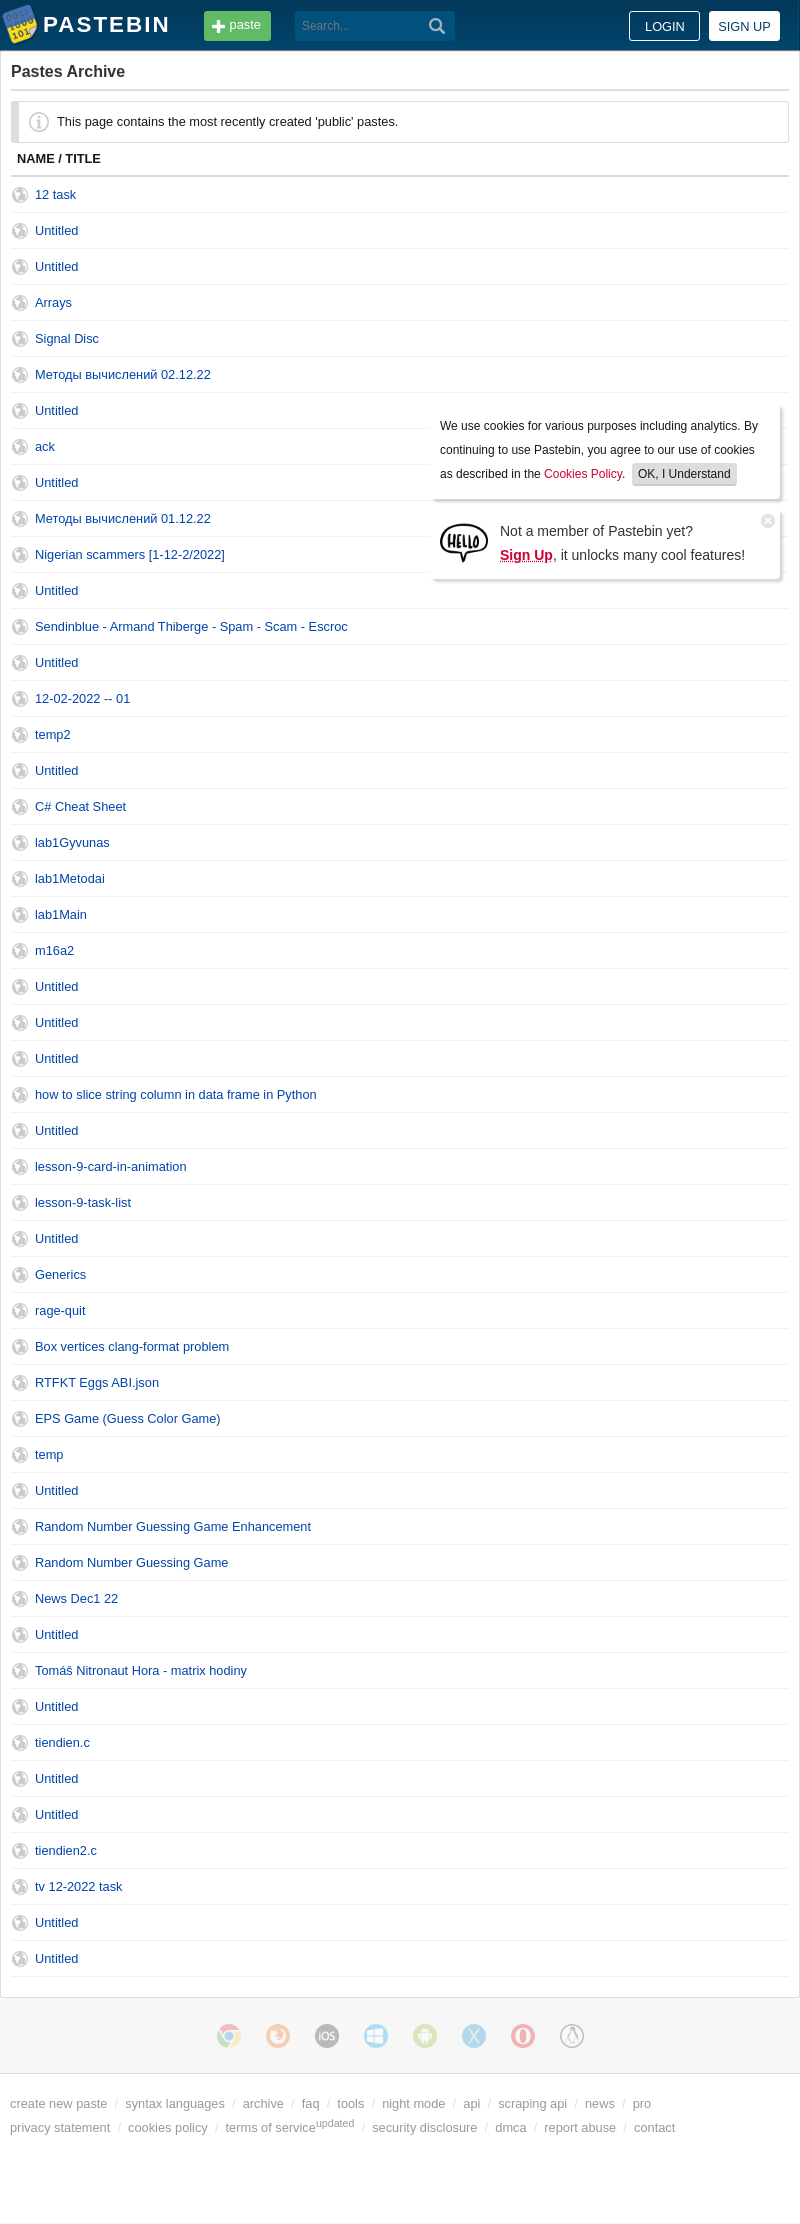 PASTEBIN
paste
Search...
LOGIN
SIGN UP
Pastes Archive
This page contains the most recently created 'public' pastes.
NAME / TITLE
12 task
Untitled
Untitled
Arrays
Signal Disc
Методы вычислений 02.12.22
Untitled
ack
Untitled
Методы вычислений 01.12.22
Nigerian scammers [1-12-2/2022]
Untitled
We use cookies for various purposes including analytics. By
continuing to use Pastebin, you agree to our use of cookies
as described in the Cookies Policy. OK, I Understand
HELLO
Not a member of Pastebin yet?
Sign Up, it unlocks many cool features!
Sendinblue - Armand Thiberge - Spam - Scam - Escroc
Untitled
12-02-2022 -- 01
temp2
Untitled
C# Cheat Sheet
lab1Gyvunas
lab1Metodai
lab1Main
m16a2
Untitled
Untitled
Untitled
how to slice string column in data frame in Python
Untitled
lesson-9-card-in-animation
lesson-9-task-list
Untitled
Generics
rage-quit
Box vertices clang-format problem
RTFKT Eggs ABI.json
EPS Game (Guess Color Game)
temp
Untitled
Random Number Guessing Game Enhancement
Random Number Guessing Game
News Dec1 22
Untitled
Tomáš Nitronaut Hora - matrix hodiny
Untitled
tiendien.c
Untitled
Untitled
tiendien2.c
tv 12-2022 task
Untitled
Untitled
iOS
create new paste / syntax languages / archive / faq / tools / night mode / api / scraping api / news / pro
privacy statement / cookies policy / terms of service updated / security disclosure / dmca / report abuse / contact